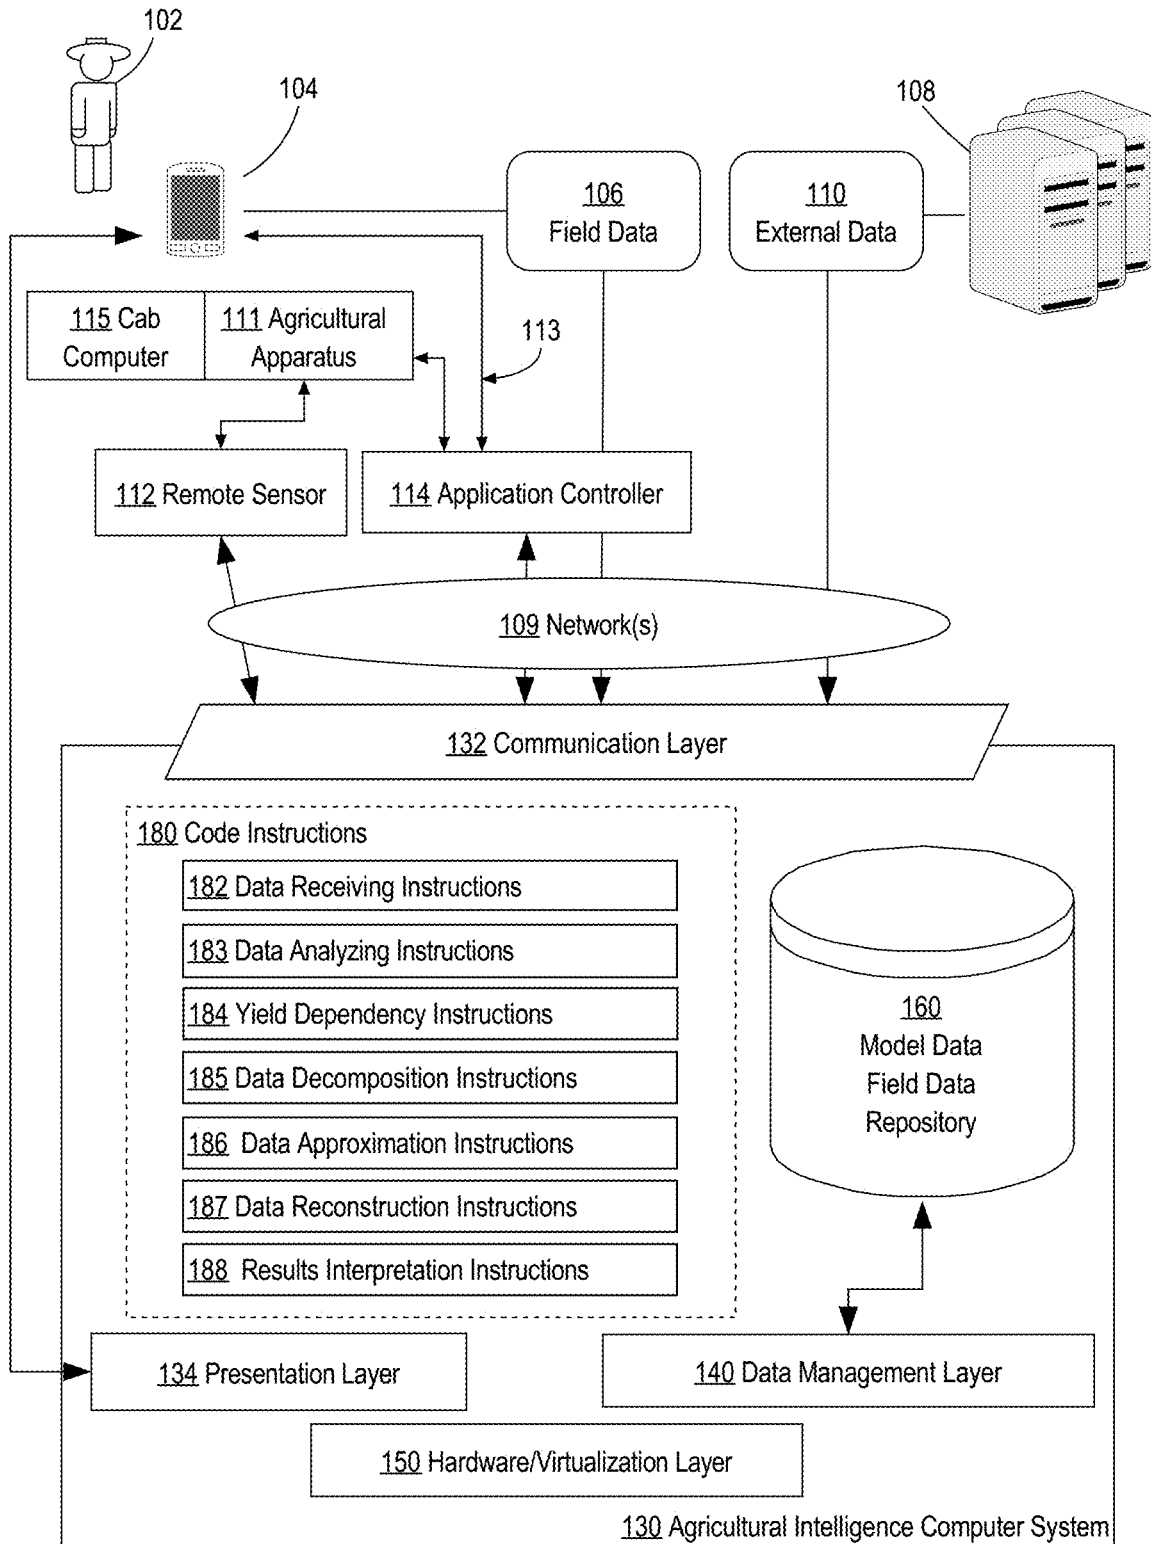 102
104
108
106
Field Data
110
External Data
115 Cab
Computer
111 Agricultural
Apparatus
113
112 Remote Sensor
114 Application Controller
109 Network(s)
132 Communication Layer
180 Code Instructions
182 Data Receiving Instructions
183 Data Analyzing Instructions
184 Yield Dependency Instructions
185 Data Decomposition Instructions
186 Data Approximation Instructions
187 Data Reconstruction Instructions
188 Results Interpretation Instructions
160
Model Data
Field Data
Repository
134 Presentation Layer
140 Data Management Layer
150 Hardware/Virtualization Layer
130 Agricultural Intelligence Computer System